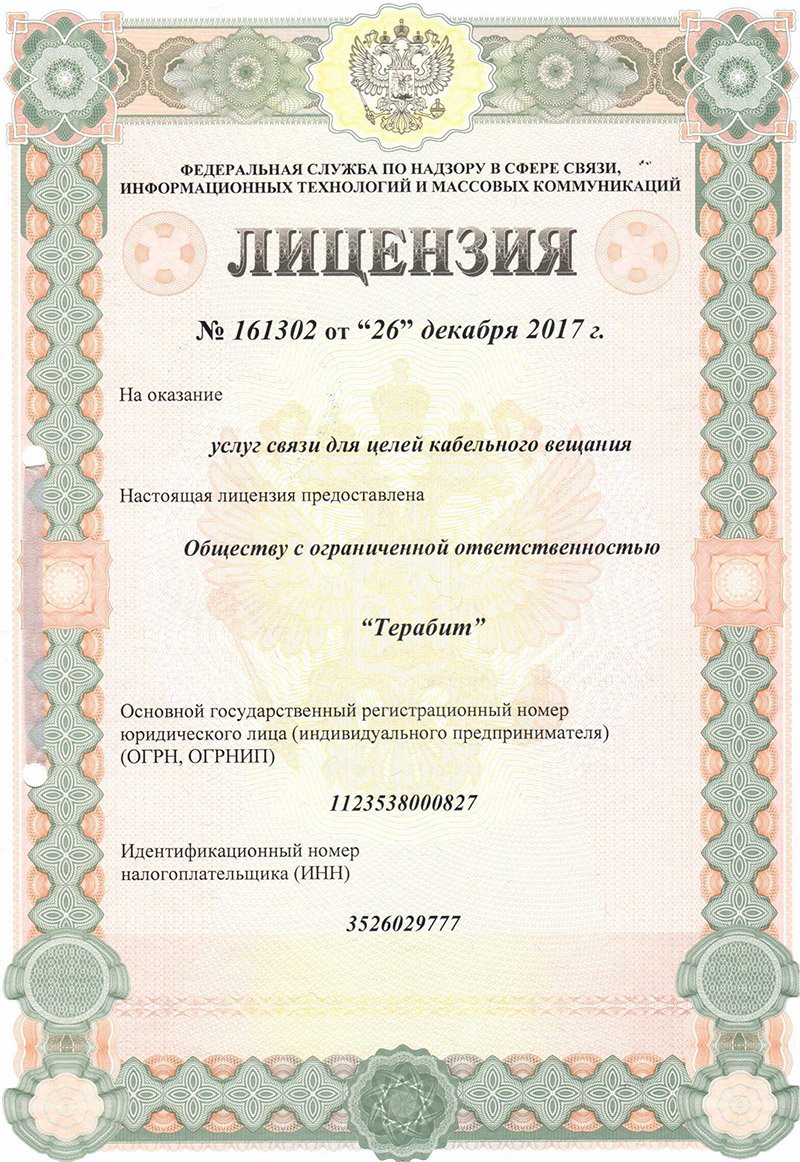 ФЕДЕРАЛЬНАЯ СЛУЖБА ПО НАДЗОРУ В СФЕРЕ СВЯЗИ,
ИНФОРМАЦИОННЫХ ТЕХНОЛОГИЙ И МАССОВЫХ КОММУНИКАЦИЙ
ЛИЦЕНЗИЯ
№ 161302 от “26” декабря 2017 г.
На оказание
услуг связи для целей кабельного вещания
Настоящая лицензия предоставлена
Обществу с ограниченной ответственностью
“Терабит”
Основной государственный регистрационный номер
юридического лица (индивидуального предпринимателя)
(ОГРН, ОГРНИП)
1123538000827
Идентификационный номер
налогоплательщика (ИНН)
3526029777